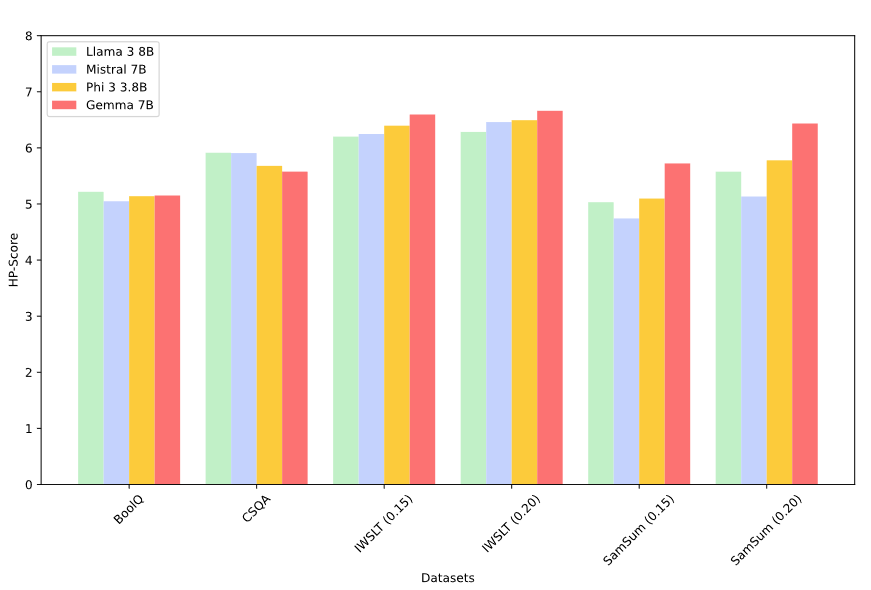 8
7
6
5
4
3
2
1
0
HP-Score
Llama 3 8B
Mistral 7B
Phi 3 3.8B
Gemma 7B
BoolQ
CSQA
IWSLT (0.15)
IWSLT (0.20)
SamSum (0.15)
SamSum (0.20)
Datasets